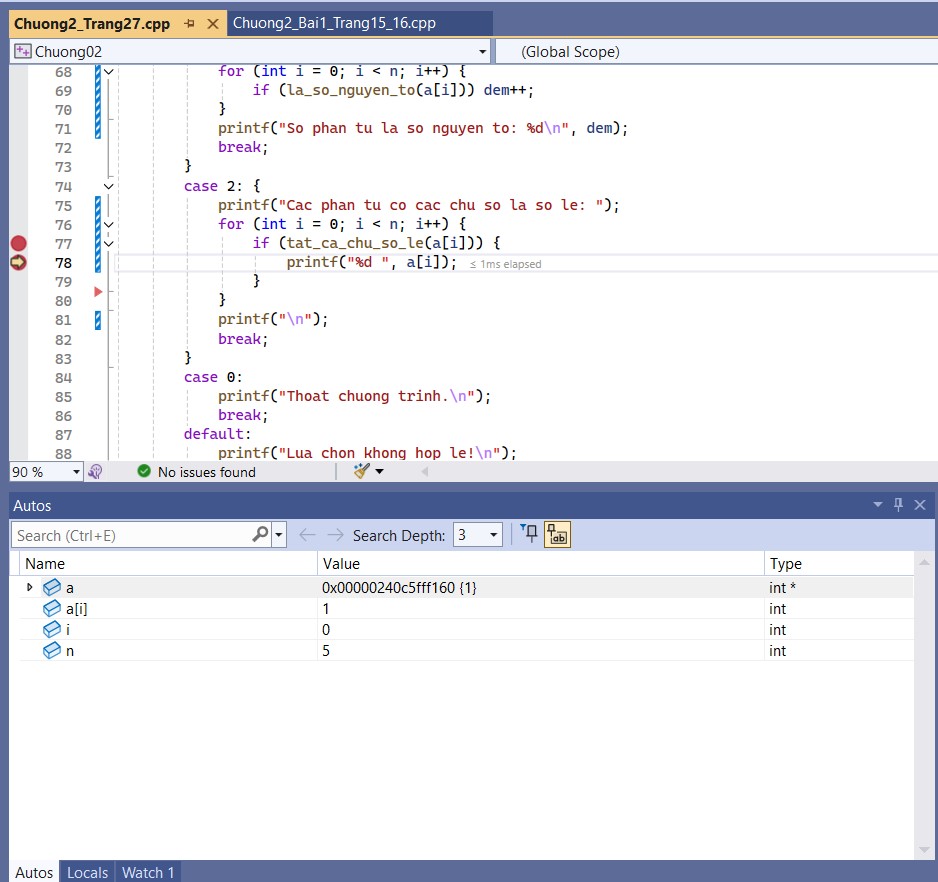 Chuong2_Trang27.cpp Chuong2_Bai1_Trang15_16.cpp
Chuong02 (Global Scope)
68 for (int i = 0; i < n; i++) {
69 if (la_so_nguyen_to(a[i])) dem++;
70 }
71 printf("So phan tu la so nguyen to: %d\n", dem);
72 break;
73 }
74 case 2: {
75 printf("Cac phan tu co cac chu so la so le: ");
76 for (int i = 0; i < n; i++) {
77 if (tat_ca_chu_so_le(a[i])) {
78 printf("%d ", a[i]); ≤ 1ms elapsed
79 }
80 }
81 printf("\n");
82 break;
83 }
84 case 0:
85 printf("Thoat chuong trinh.\n");
86 break;
87 default:
88 printf("Lua chon khong hop le!\n");
90 % No issues found
Autos
Search (Ctrl+E) Search Depth: 3
Name Value Type
a 0x00000240c5fff160 {1} int *
a[i] 1 int
i 0 int
n 5 int
Autos Locals Watch 1